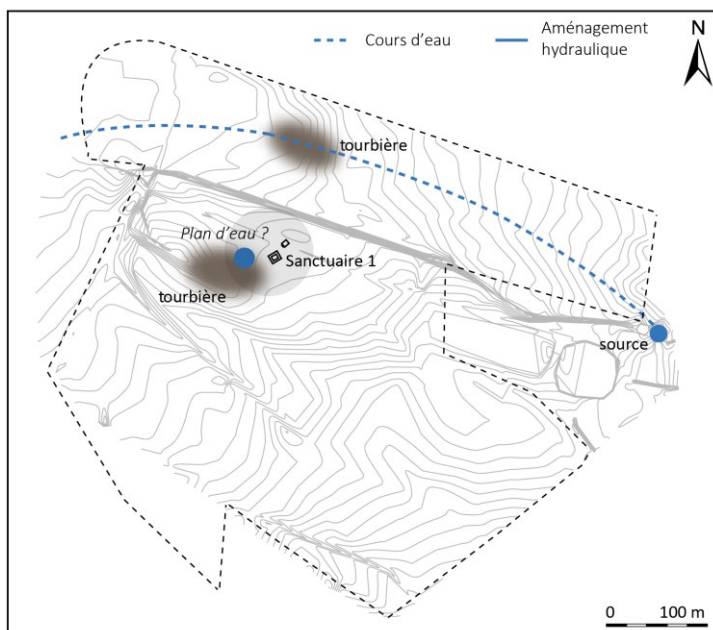 Cours d'eau
Aménagement
hydraulique
N
tourbière
Plan d'eau ?
Sanctuaire 1
tourbière
source
0 100 m